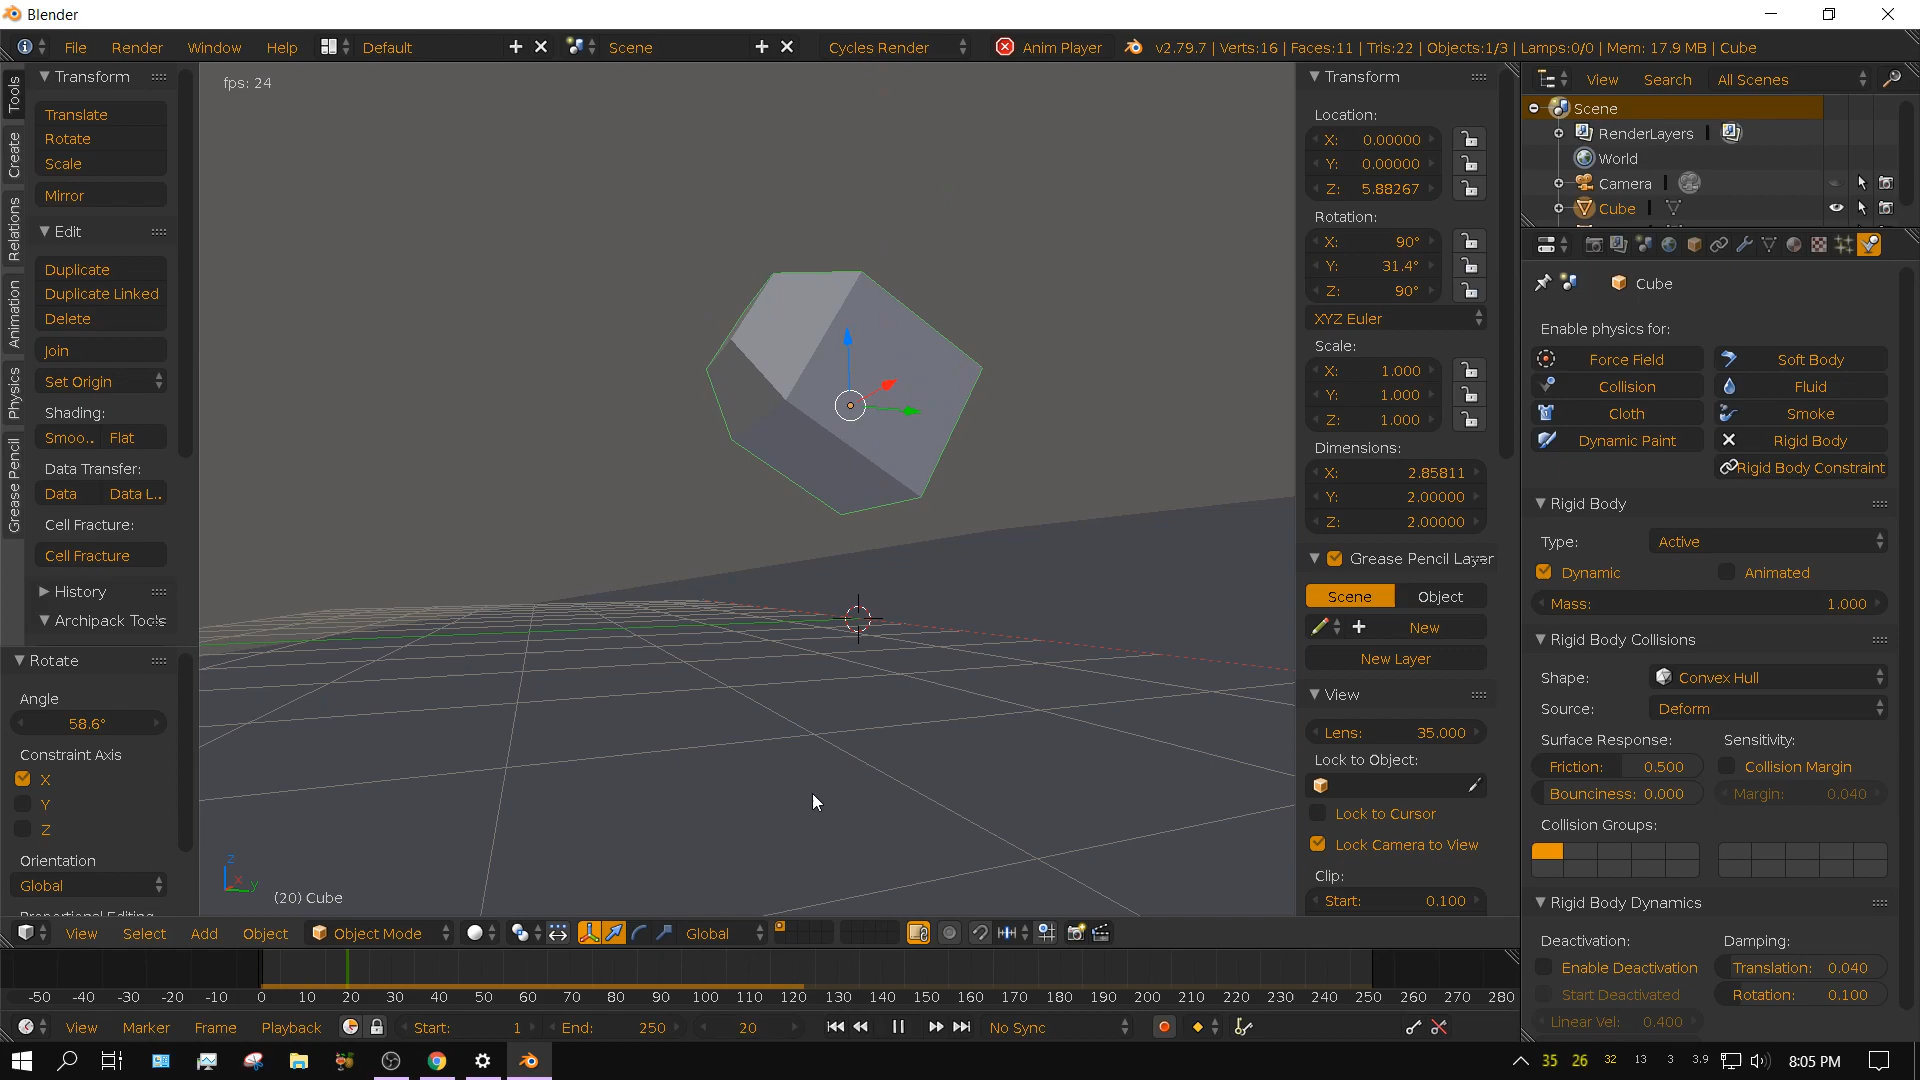 Blender
File Render Window Help Default Scene Cycles Render Anim Player v2.79.7 | Verts:16 | Faces:11 | Tris:22 | Objects:1/3 | Lamps:0/0 | Mem: 17.9 MB | Cube
Tools
Create
Relations
Animation
Physics
Grease Pencil
Transform
Translate
Rotate
Scale
Mirror
Edit
Duplicate
Duplicate Linked
Delete
Join
Set Origin
Shading:
Smoo.. Flat
Data Transfer:
Data Data L..
Cell Fracture:
Cell Fracture
History
Archipack Tools
Rotate
Angle
58.6°
Constraint Axis
X
Y
Z
Orientation
Global
fps: 24
z
x y
(20) Cube
Transform
Location:
X: 0.00000
Y: 0.00000
Z: 5.88267
Rotation:
X: 90°
Y: 31.4°
Z: 90°
XYZ Euler
Scale:
X: 1.000
Y: 1.000
Z: 1.000
Dimensions:
X: 2.85811
Y: 2.00000
Z: 2.00000
Grease Pencil Layer
Scene Object
New
New Layer
View
Lens: 35.000
Lock to Object:
Lock to Cursor
Lock Camera to View
Clip:
Start: 0.100
View Search All Scenes
Scene
RenderLayers
World
Camera
Cube
Cube
Enable physics for:
Force Field Soft Body
Collision Fluid
Cloth Smoke
Dynamic Paint Rigid Body
Rigid Body Constraint
Rigid Body
Type: Active
Dynamic Animated
Mass: 1.000
Rigid Body Collisions
Shape: Convex Hull
Source: Deform
Surface Response: Sensitivity:
Friction: 0.500 Collision Margin
Bounciness: 0.000 Margin: 0.040
Collision Groups:
Rigid Body Dynamics
Deactivation: Damping:
Enable Deactivation Translation: 0.040
Start Deactivated Rotation: 0.100
Linear Vel: 0.400
View Select Add Object Object Mode Global
-50 -40 -30 -20 -10 0 10 20 30 40 50 60 70 80 90 100 110 120 130 140 150 160 170 180 190 200 210 220 230 240 250 260 270 280
View Marker Frame Playback Start: 1 End: 250 20 No Sync
35 26 32 13 3 3.9 8:05 PM